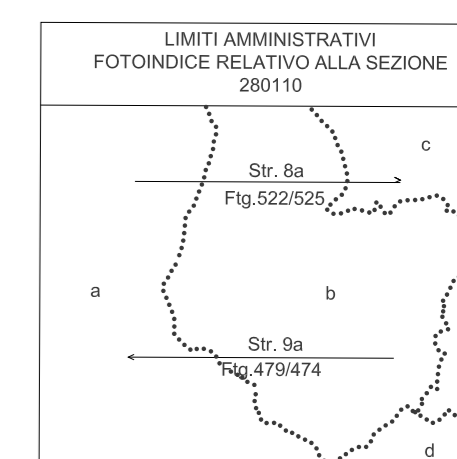 LIMITI AMMINISTRATIVI
FOTOINDICE RELATIVO ALLA SEZIONE
280110
c
Str. 8a
Ftg.522/525
a
b
Str. 9a
Ftg.479/474
d